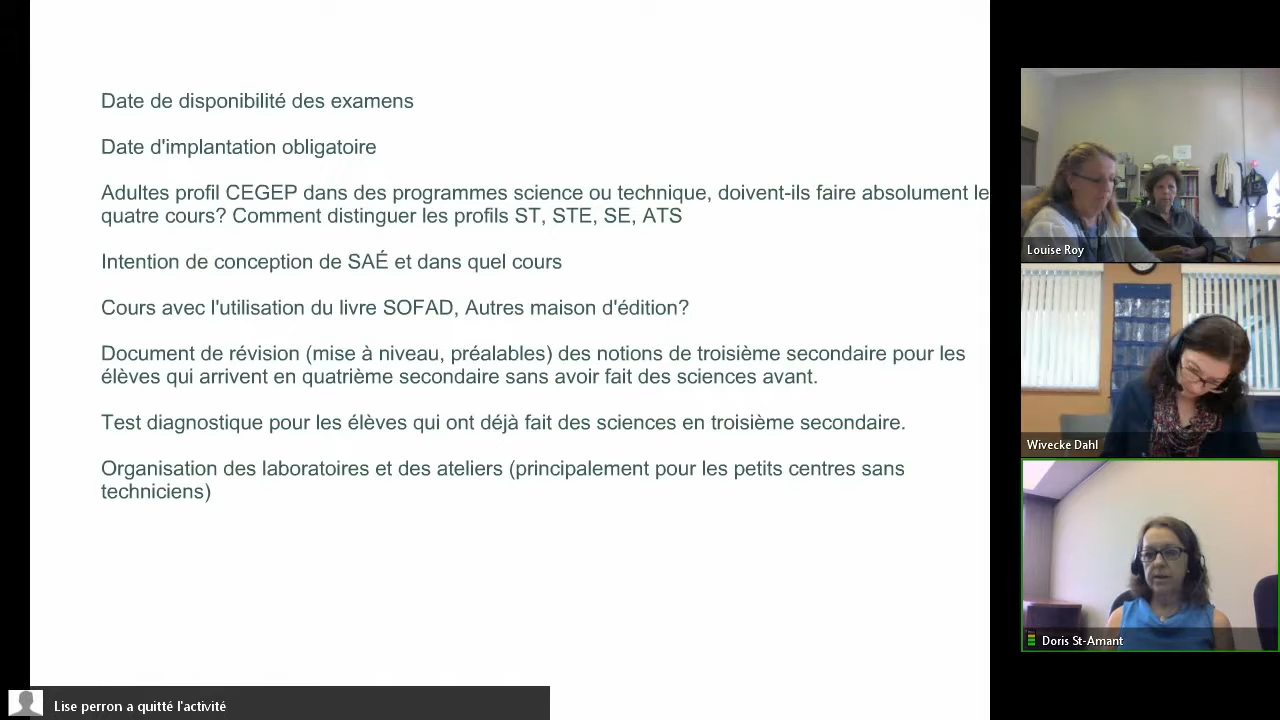 Date de disponibilité des examens
Date d'implantation obligatoire
Adultes profil CEGEP dans des programmes science ou technique, doivent-ils faire absolument le
quatre cours? Comment distinguer les profils ST, STE, SE, ATS
Intention de conception de SAÉ et dans quel cours
Cours avec l'utilisation du livre SOFAD, Autres maison d'édition?
Document de révision (mise à niveau, préalables) des notions de troisième secondaire pour les
élèves qui arrivent en quatrième secondaire sans avoir fait des sciences avant.
Test diagnostique pour les élèves qui ont déjà fait des sciences en troisième secondaire.
Organisation des laboratoires et des ateliers (principalement pour les petits centres sans
techniciens)
Louise Roy
Wivecke Dahl
Doris St-Amant
Lise perron a quitté l'activité